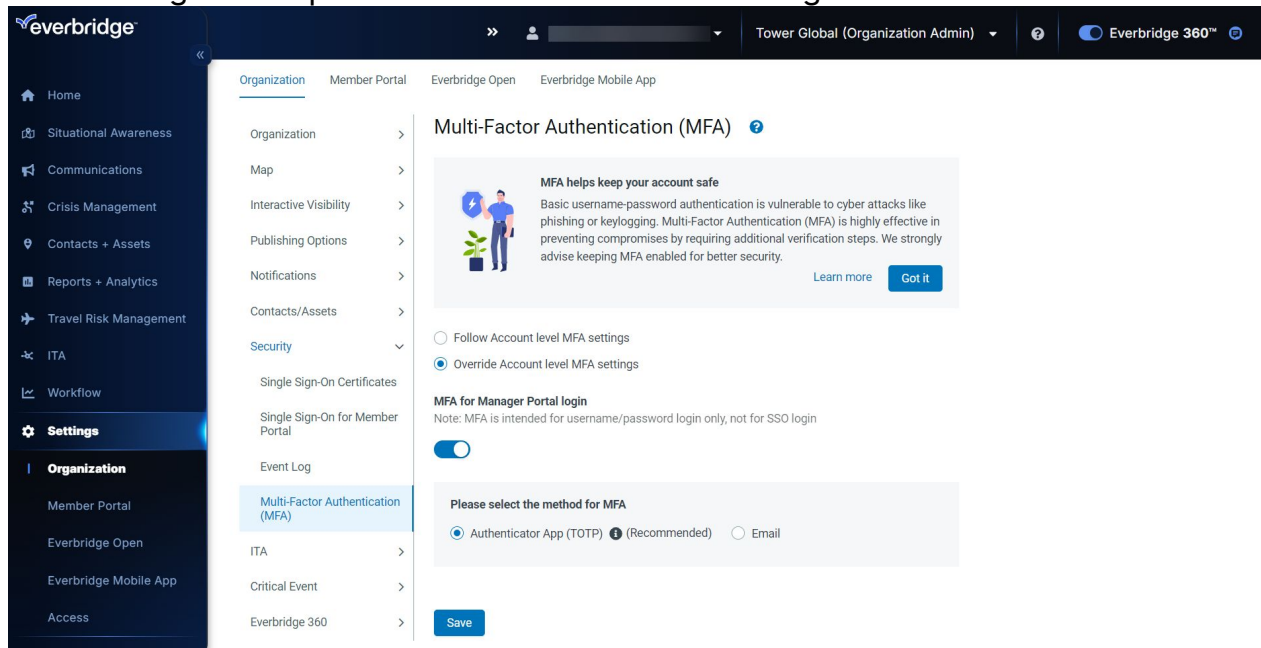 everbridge
Tower Global (Organization Admin)
Everbridge 360™
Home
Situational Awareness
Communications
Crisis Management
Contacts + Assets
Reports + Analytics
Travel Risk Management
ITA
Workflow
Settings
Organization
Member Portal
Everbridge Open
Everbridge Mobile App
Access
Organization Member Portal Everbridge Open Everbridge Mobile App
Organization
Map
Interactive Visibility
Publishing Options
Notifications
Contacts/Assets
Security
Single Sign-On Certificates
Single Sign-On for Member
Portal
Event Log
Multi-Factor Authentication
(MFA)
ITA
Critical Event
Everbridge 360
Multi-Factor Authentication (MFA)
MFA helps keep your account safe
Basic username-password authentication is vulnerable to cyber attacks like
phishing or keylogging. Multi-Factor Authentication (MFA) is highly effective in
preventing compromises by requiring additional verification steps. We strongly
advise keeping MFA enabled for better security.
Learn more Got it
Follow Account level MFA settings
Override Account level MFA settings
MFA for Manager Portal login
Note: MFA is intended for username/password login only, not for SSO login
Please select the method for MFA
Authenticator App (TOTP) (Recommended) Email
Save